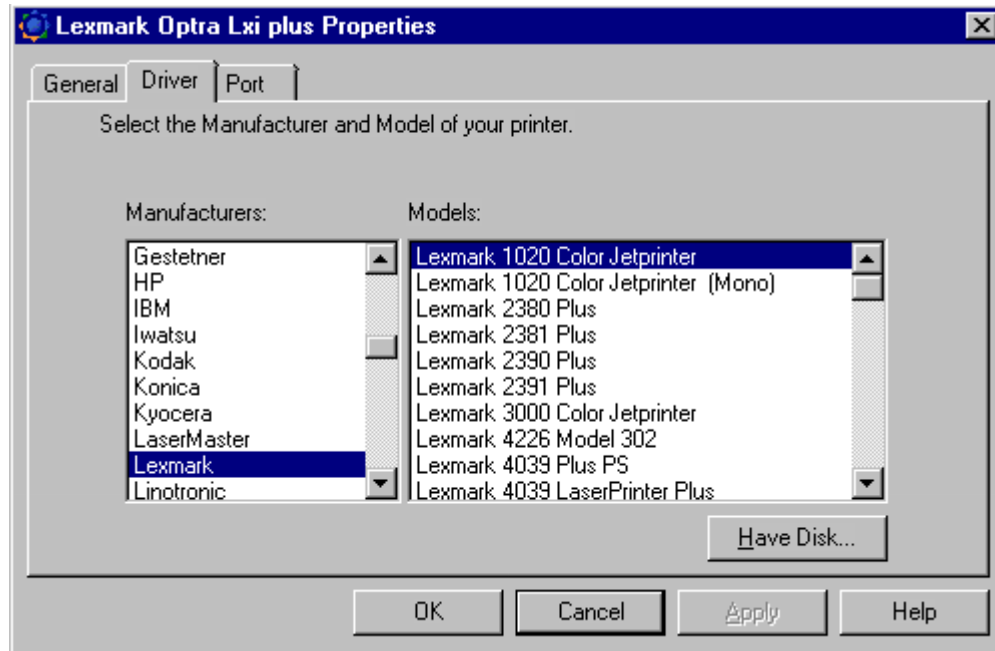 Lexmark Optra Lxi plus Properties
General Driver Port
Select the Manufacturer and Model of your printer.
Manufacturers:
Gestetner
HP
IBM
Iwatsu
Kodak
Konica
Kyocera
LaserMaster
Lexmark
Linotronic
Models:
Lexmark 1020 Color Jetprinter
Lexmark 1020 Color Jetprinter (Mono)
Lexmark 2380 Plus
Lexmark 2381 Plus
Lexmark 2390 Plus
Lexmark 2391 Plus
Lexmark 3000 Color Jetprinter
Lexmark 4226 Model 302
Lexmark 4039 Plus PS
Lexmark 4039 LaserPrinter Plus
Have Disk...
OK Cancel Apply Help